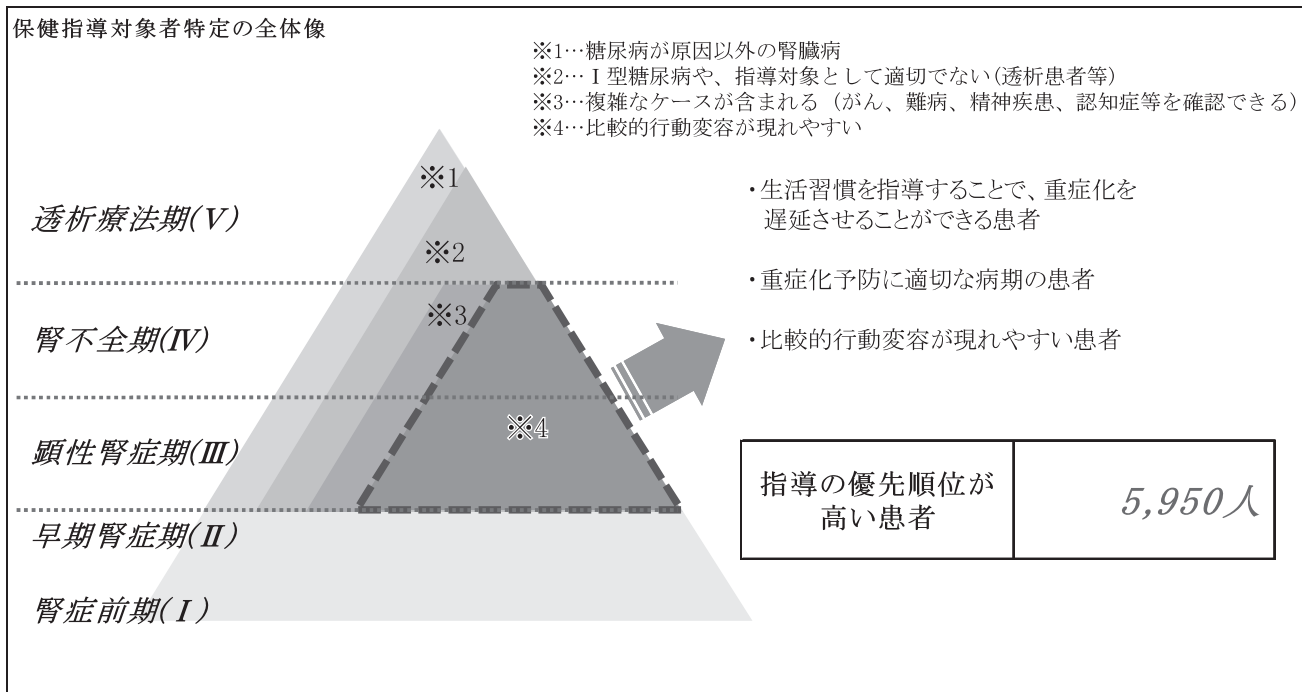 保健指導対象者特定の全体像
※1…糖尿病が原因以外の腎臓病
※2…Ⅰ型糖尿病や、指導対象として適切でない(透析患者等)
※3…複雑なケースが含まれる（がん、難病、精神疾患、認知症等を確認できる）
※4…比較的行動変容が現れやすい
※1
透析療法期(Ⅴ)
※2
※3
腎不全期(Ⅳ)
※4
顕性腎症期(Ⅲ)
早期腎症期(Ⅱ)
腎症前期(Ⅰ)
・生活習慣を指導することで、重症化を
遅延させることができる患者
・重症化予防に適切な病期の患者
・比較的行動変容が現れやすい患者
指導の優先順位が
高い患者
5,950人